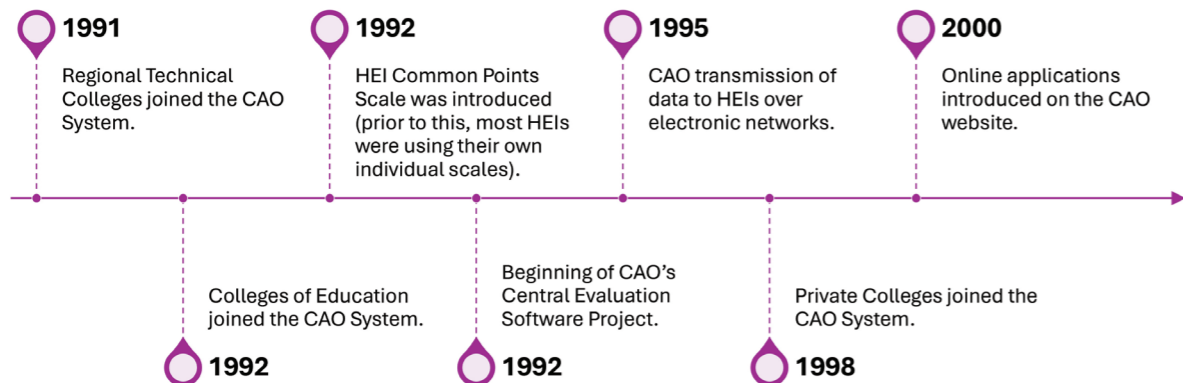 1991
Regional Technical
Colleges joined the CAO
System.
1992
HEI Common Points
Scale was introduced
(prior to this, most HEIs
were using their own
individual scales).
1995
CAO transmission of
data to HEIs over
electronic networks.
2000
Online applications
introduced on the CAO
website.
Colleges of Education
joined the CAO System.
1992
Beginning of CAO’s
Central Evaluation
Software Project.
1992
Private Colleges joined the
CAO System.
1998